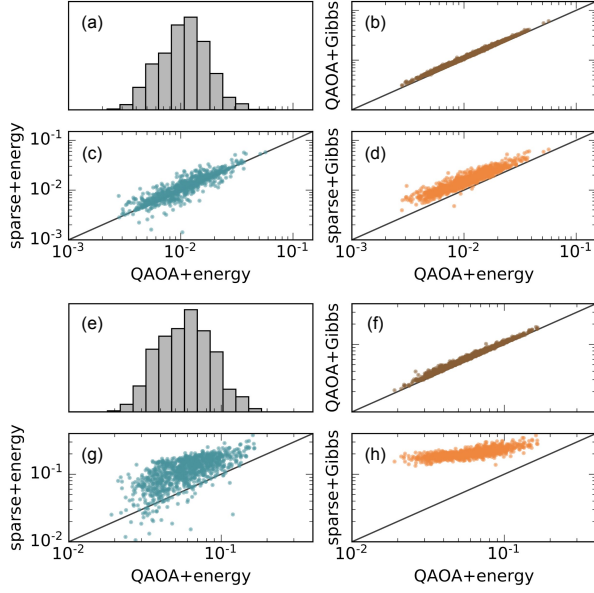 (a)
QAOA+Gibbs
(b)
sparse+energy
10⁻¹
10⁻²
10⁻³
(c)
10⁻³
10⁻²
10⁻¹
QAOA+energy
sparse+Gibbs
(d)
10⁻³
10⁻²
10⁻¹
QAOA+energy
(e)
QAOA+Gibbs
(f)
sparse+energy
10⁻¹
10⁻²
(g)
10⁻²
10⁻¹
QAOA+energy
sparse+Gibbs
(h)
10⁻²
10⁻¹
QAOA+energy